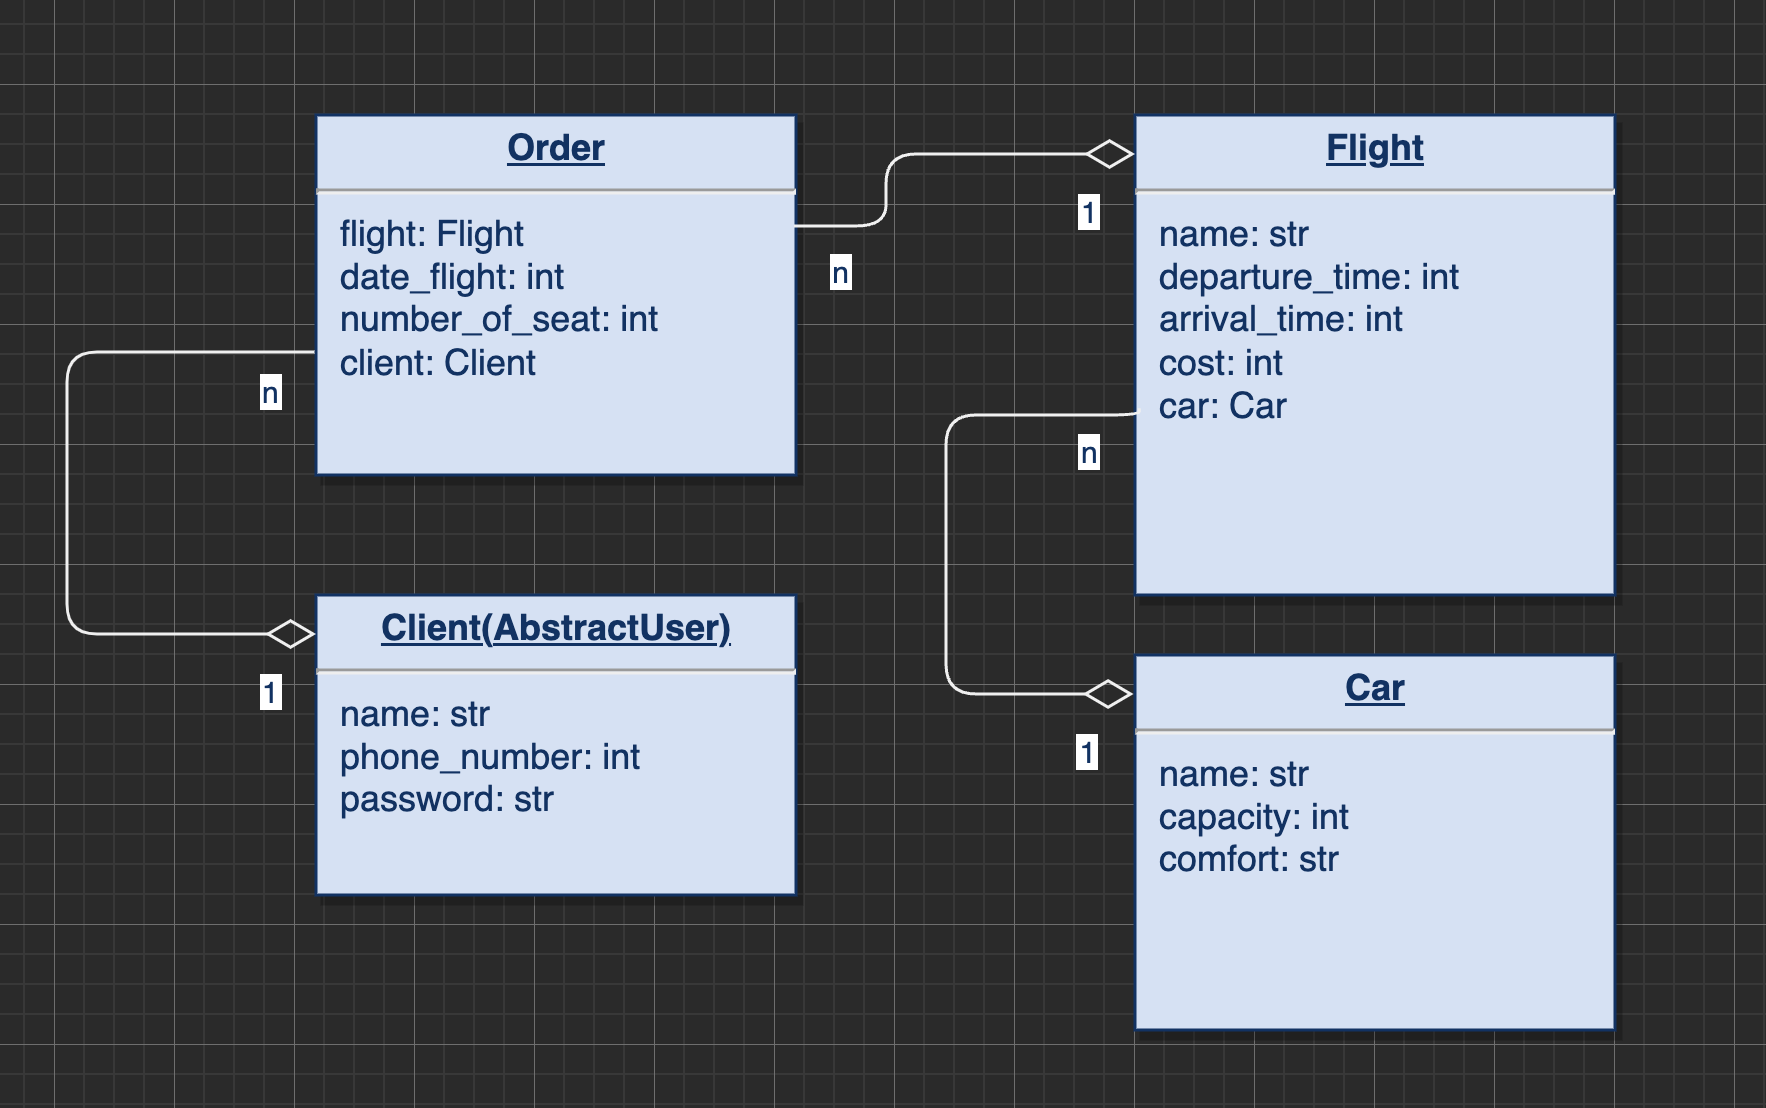 Order
flight: Flight
date_flight: int
number_of_seat: int
client: Client
n
n
1
Flight
name: str
departure_time: int
arrival_time: int
cost: int
car: Car
n
1
Client(AbstractUser)
name: str
phone_number: int
password: str
1
Car
name: str
capacity: int
comfort: str